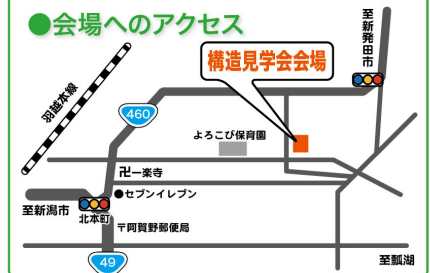 ●会場へのアクセス
至新発田市
構造見学会会場
羽越本線
460
よろこび保育園
卍一楽寺
●セブンイレブン
至新潟市
北本町
〒阿賀野郵便局
49
至瓢湖